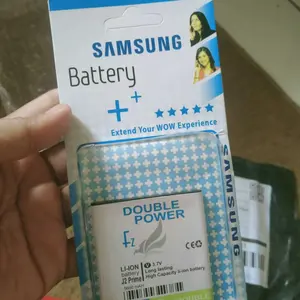 SAMSUNG
Battery
Extend Your WOW Experience
SAMSUNG
DOUBLE
POWER
Fz
LI-ION
Battery
J2 Prime
3.7V
Long lasting
High Capacity li-ion battery